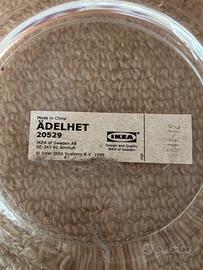 Made in China
ÄDELHET
20529
IKEA of Sweden AB
SE-343 81 Älmhult
© Inter IKEA Systems B.V. 1999
IKEA
Design and Quality
IKEA of Sweden